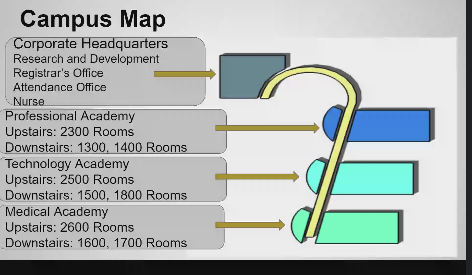 Campus Map
Corporate Headquarters
Research and Development
Registrar's Office
Attendance Office
Nurse
Professional Academy
Upstairs: 2300 Rooms
Downstairs: 1300, 1400 Rooms
Technology Academy
Upstairs: 2500 Rooms
Downstairs: 1500, 1800 Rooms
Medical Academy
Upstairs: 2600 Rooms
Downstairs: 1600, 1700 Rooms